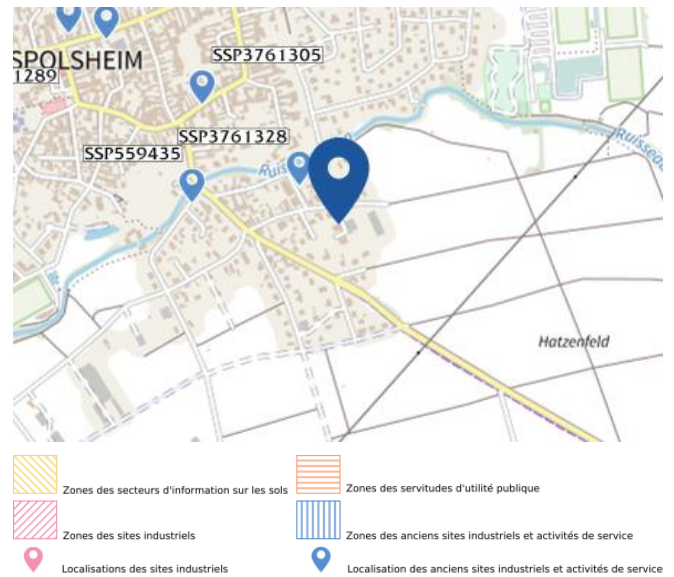 SPOLSHEIM
1289
SSP3761305
SSP3761328
SSP559435
Ruis
Ruisseau
Hatzenfeld
Zones des secteurs d'information sur les sols
Zones des servitudes d'utilité publique
Zones des sites industriels
Zones des anciens sites industriels et activités de service
Localisations des sites industriels
Localisation des anciens sites industriels et activités de service